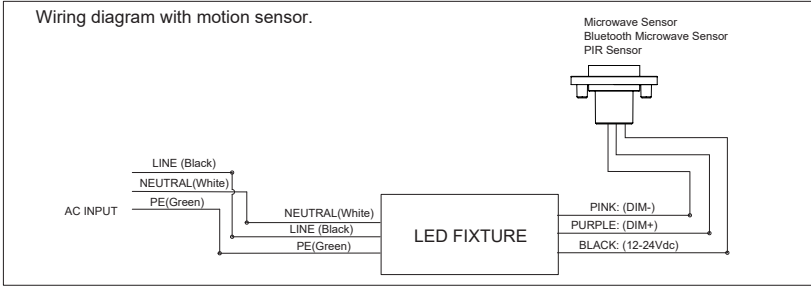 Wiring diagram with motion sensor.
Microwave Sensor
Bluetooth Microwave Sensor
PIR Sensor
LINE (Black)
NEUTRAL(White)
PE(Green)
AC INPUT
NEUTRAL(White)
LINE (Black)
PE(Green)
LED FIXTURE
PINK: (DIM-)
PURPLE: (DIM+)
BLACK: (12-24Vdc)